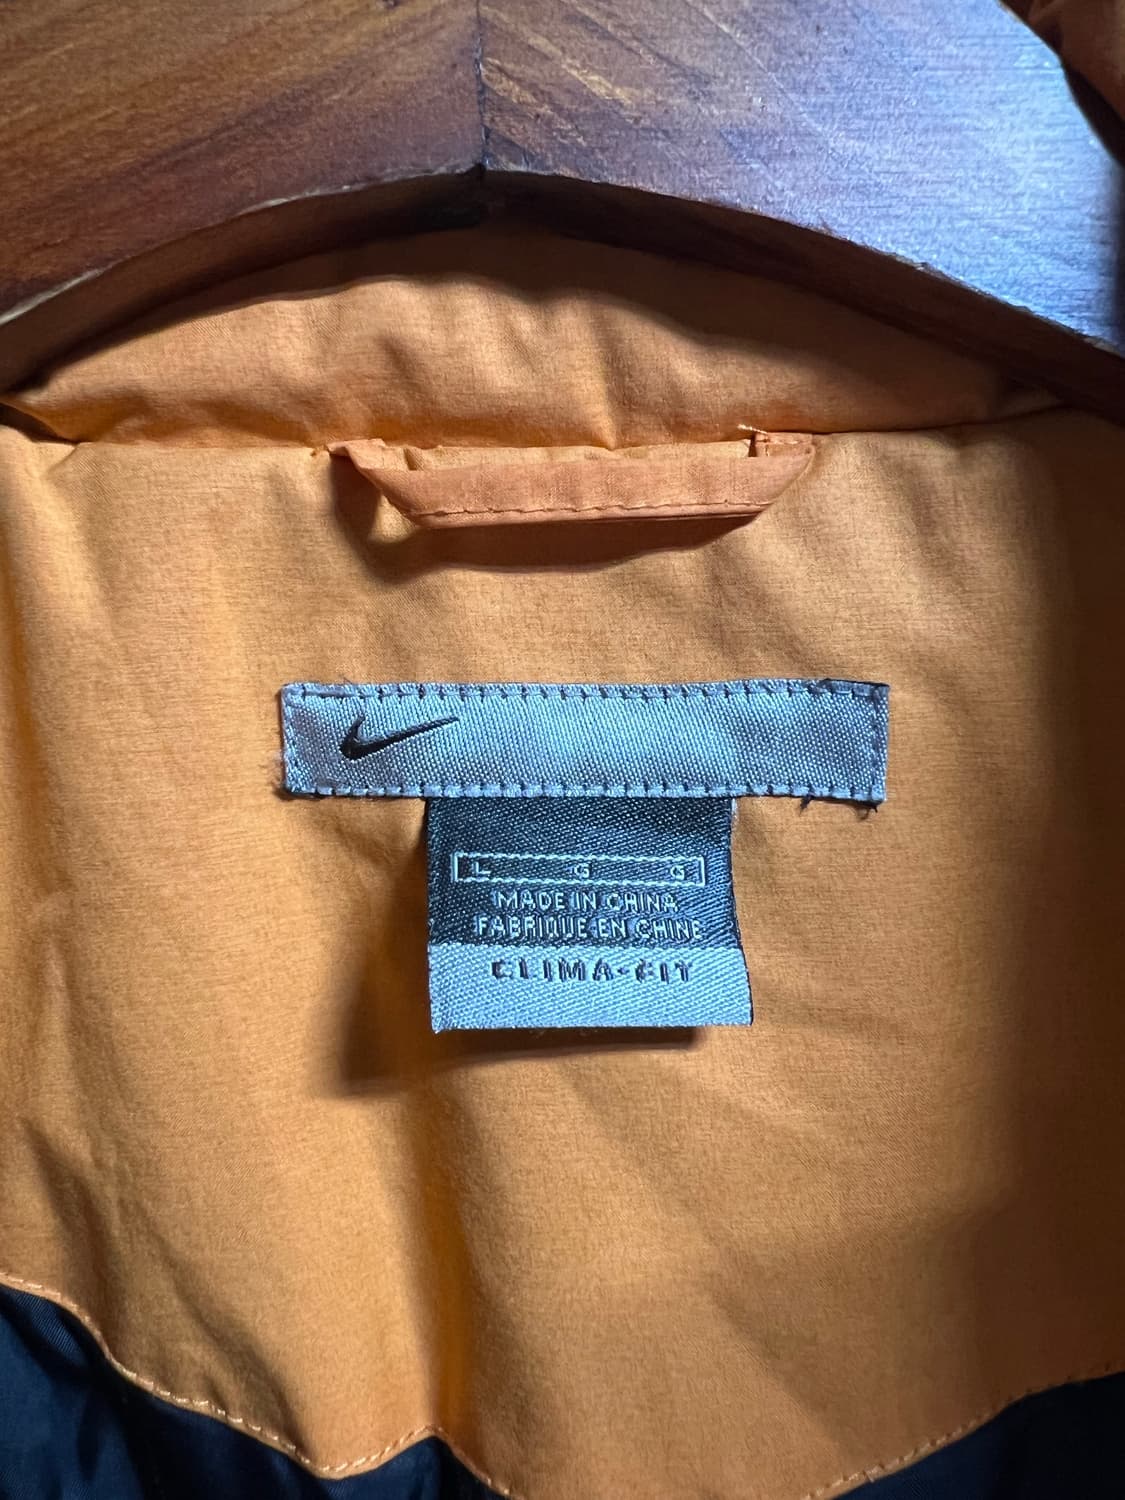 L G G
MADE IN CHINA
FABRIQUE EN CHINE
CLIMA-FIT